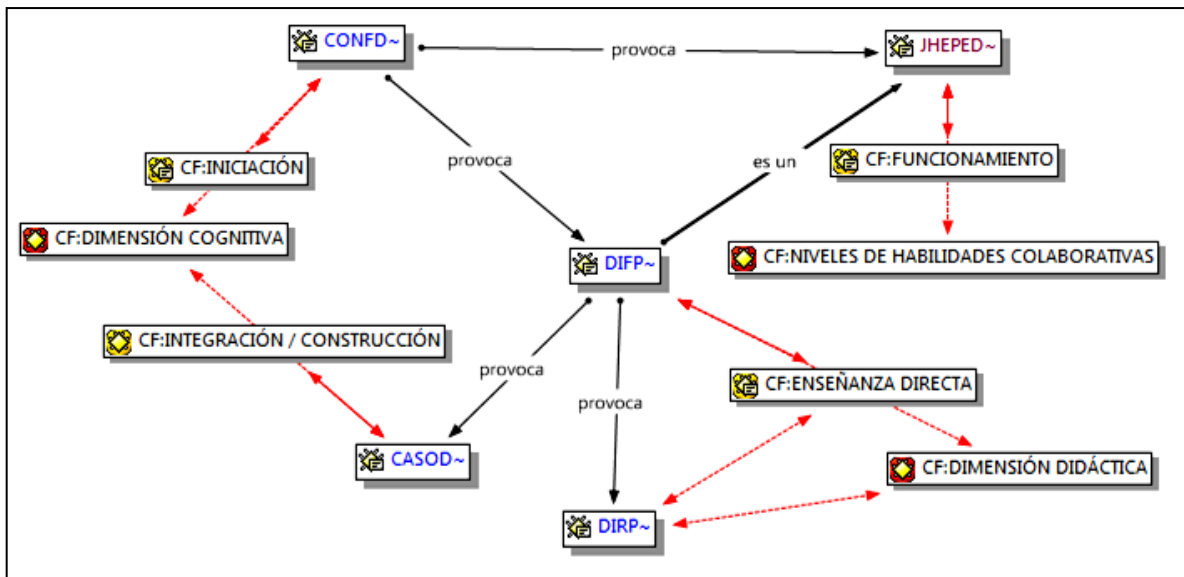 CONFD~
provoca
JHEPED~
CF:INICIACIÓN
provoca
es un
CF:FUNCIONAMIENTO
CF:DIMENSIÓN COGNITIVA
DIFP~
CF:NIVELES DE HABILIDADES COLABORATIVAS
CF:INTEGRACIÓN / CONSTRUCCIÓN
provoca
provoca
CF:ENSEÑANZA DIRECTA
CASOD~
CF:DIMENSIÓN DIDÁCTICA
DIRP~